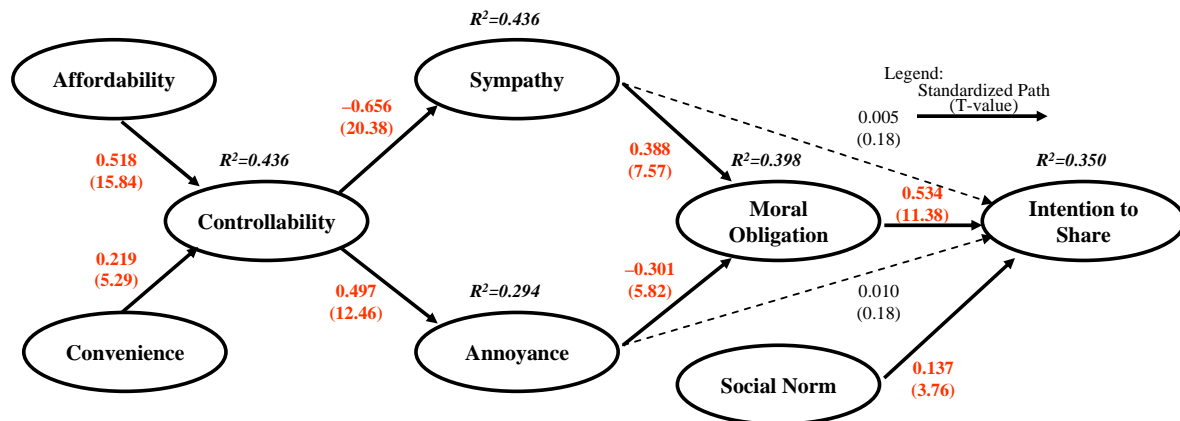 R²=0.436
Affordability
Sympathy
Legend:
Standardized Path
(T-value)
–0.656
(20.38)
0.005
(0.18)
0.518
(15.84)
R²=0.436
0.388
(7.57)
R²=0.398
R²=0.350
Controllability
Moral
Obligation
0.534
(11.38)
Intention to
Share
0.219
(5.29)
0.497
(12.46)
R²=0.294
–0.301
(5.82)
0.010
(0.18)
Convenience
Annoyance
Social Norm
0.137
(3.76)